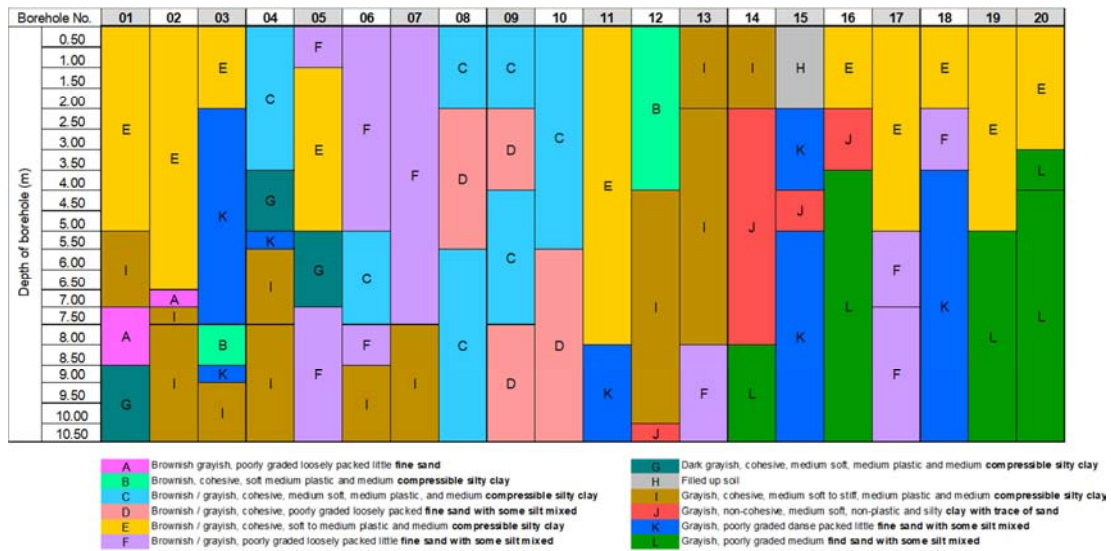 Borehole No. 01 02 03 04 05 06 07 08 09 10 11 12 13 14 15 16 17 18 19 20
Depth of borehole (m)
0.50
1.00
1.50
2.00
2.50
3.00
3.50
4.00
4.50
5.00
5.50
6.00
6.50
7.00
7.50
8.00
8.50
9.00
9.50
10.00
10.50
E I A G
E A I I
E K B K I
C G K I I
F E G F
F C F I
F I
C D C
C D C D
C D
E K
B I J
I I F
I J L
H K J K
E J L
E F F
E F K
E L
E L L
A Brownish grayish, poorly graded loosely packed little fine sand
B Brownish, cohesive, soft medium plastic and medium compressible silty clay
C Brownish / grayish, cohesive, medium soft, medium plastic, and medium compressible silty clay
D Brownish / grayish, cohesive, poorly graded loosely packed fine sand with some silt mixed
E Brownish / grayish, cohesive, soft to medium plastic and medium compressible silty clay
F Brownish / grayish, poorly graded loosely packed fine sand with some silt mixed
G Dark grayish, cohesive, medium soft, medium plastic and medium compressible silty clay
H Filled up soil
I Grayish, cohesive, medium soft to stiff, medium plastic and medium compressible silty clay
J Grayish, non-cohesive, medium soft, non-plastic and silty clay with trace of sand
K Grayish, poorly graded danse packed little fine sand with some silt mixed
L Grayish, poorly graded medium find sand with some silt mixed